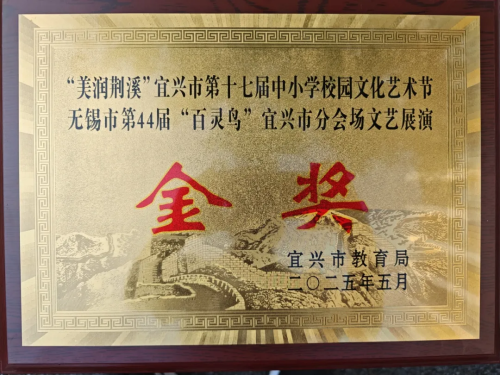 “美润荆溪”宜兴市第十七届中小学校园文化艺术节
无锡市第44届“百灵鸟”宜兴市分会场文艺展演
金奖
宜兴市教育局
二〇二五年五月